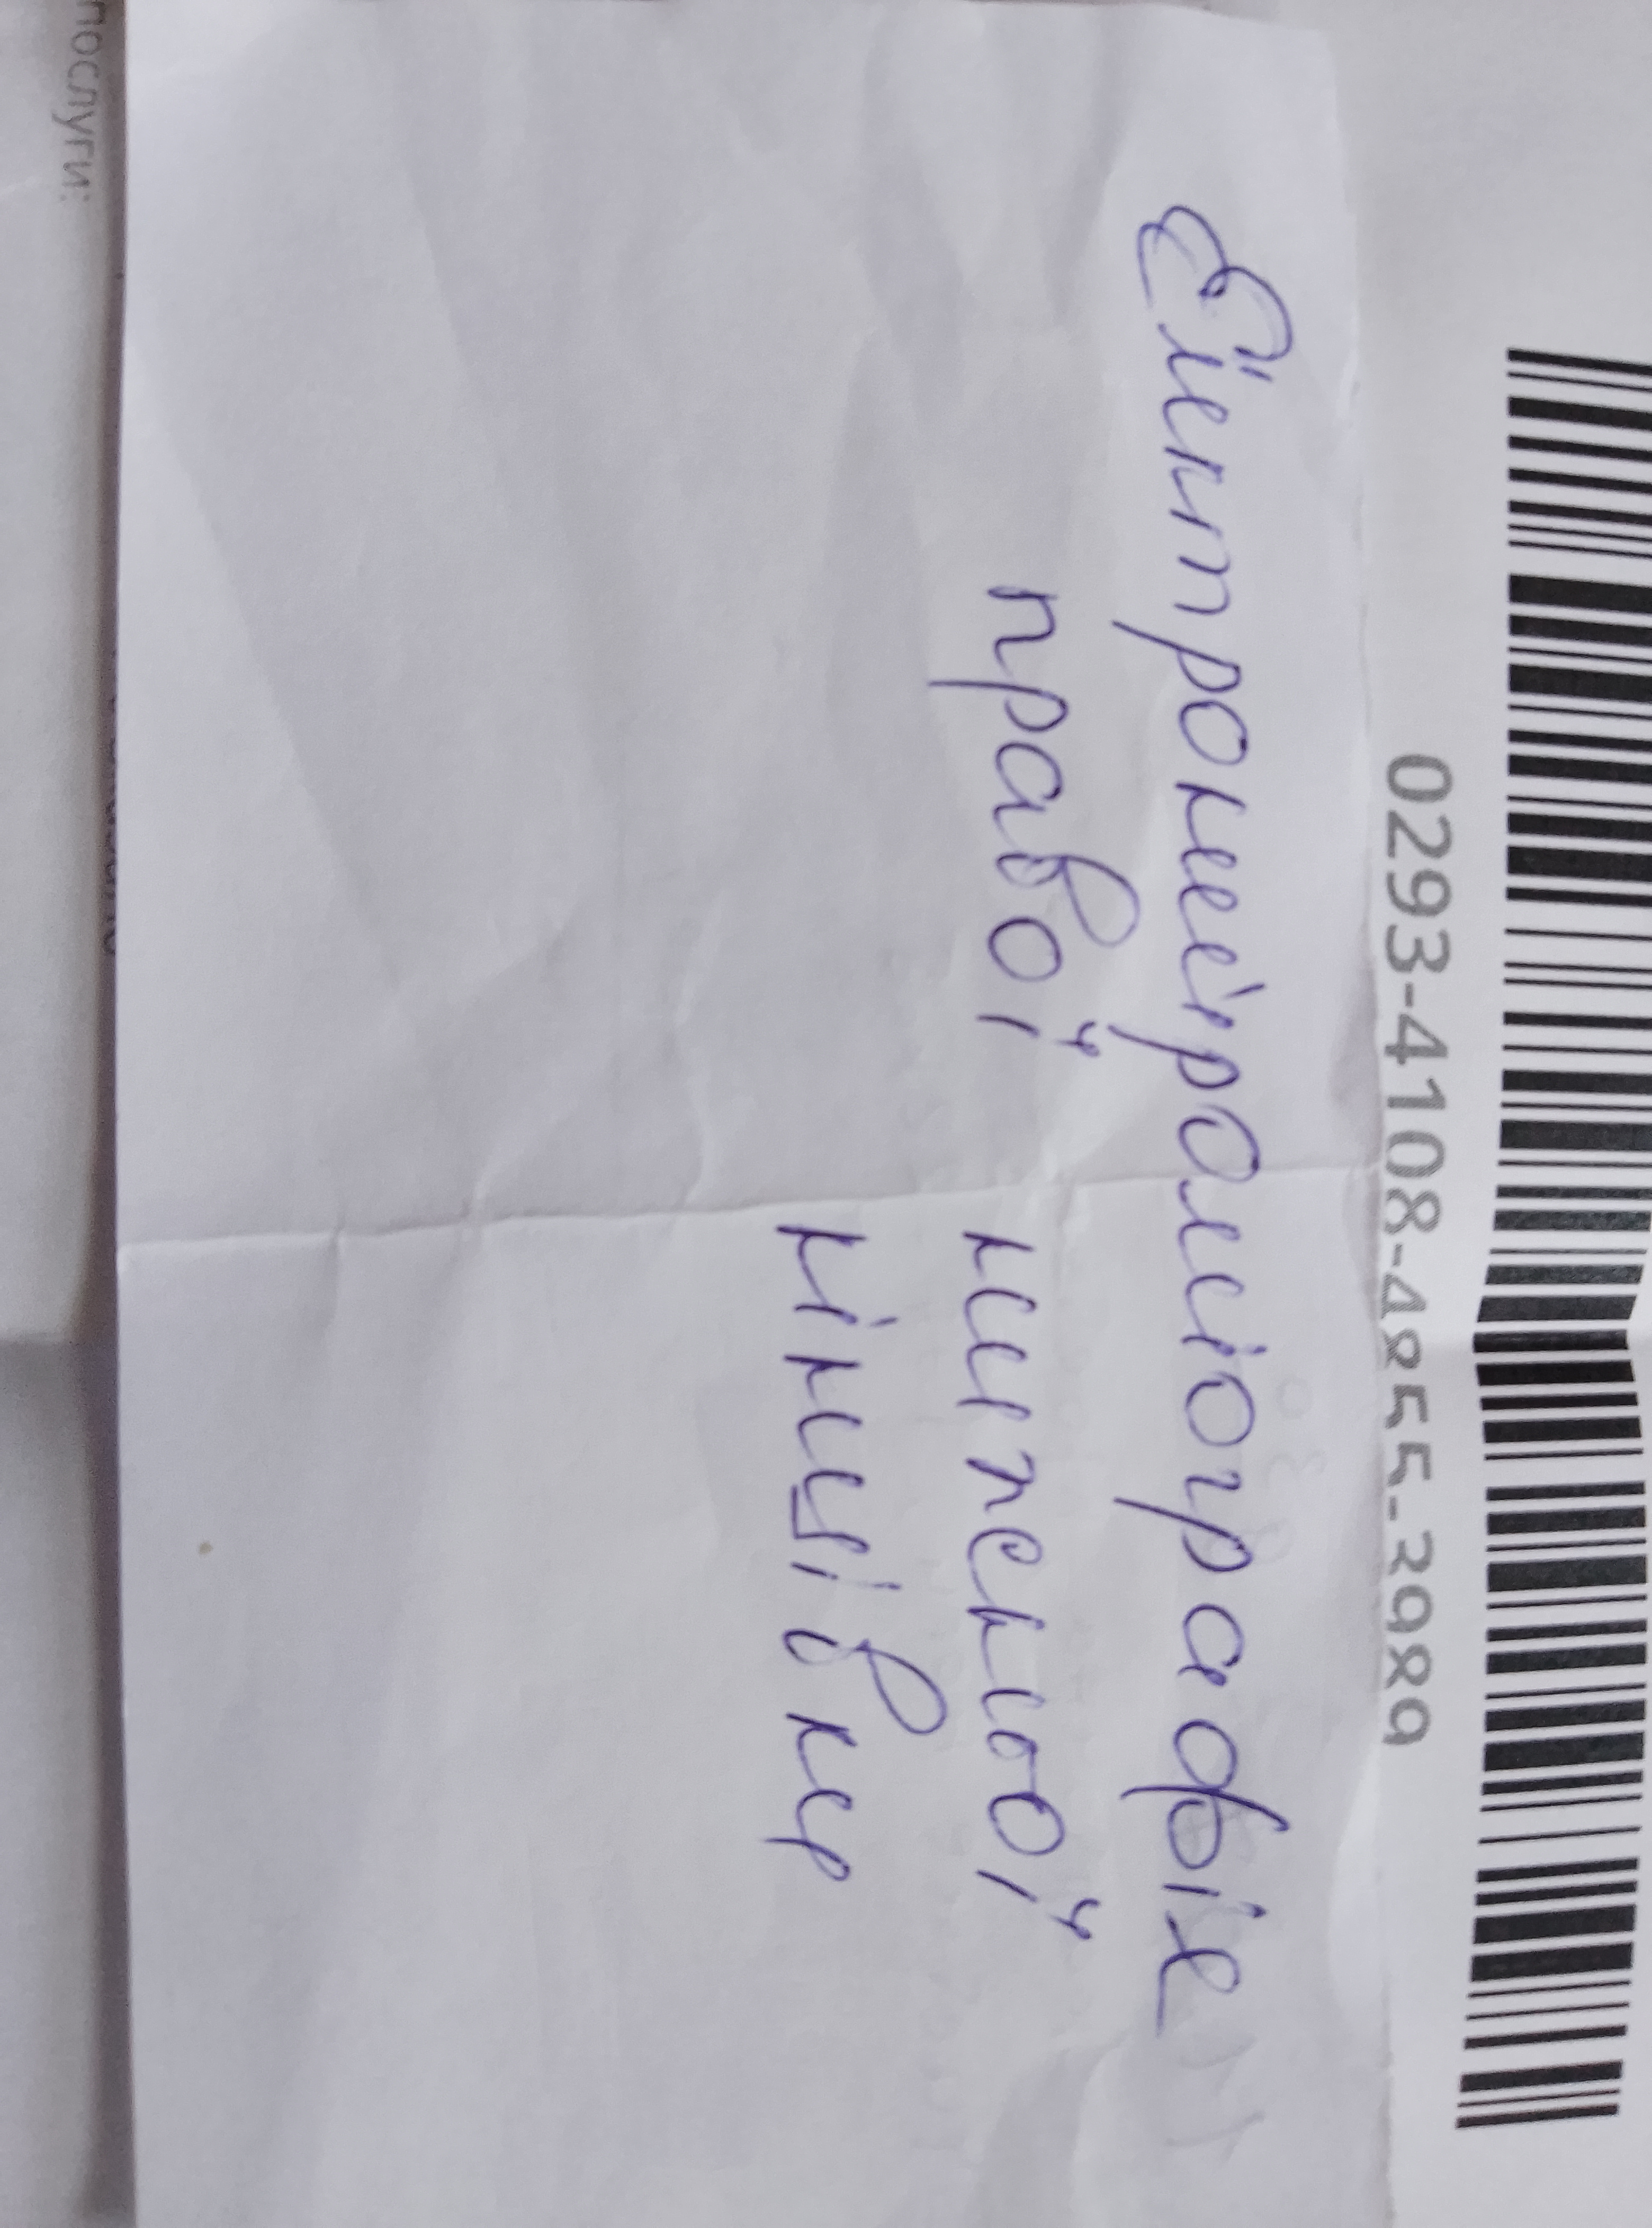 0293-4108-4855-3989
Електронейроміографія
правої нижньої
кінцівки
послуги: